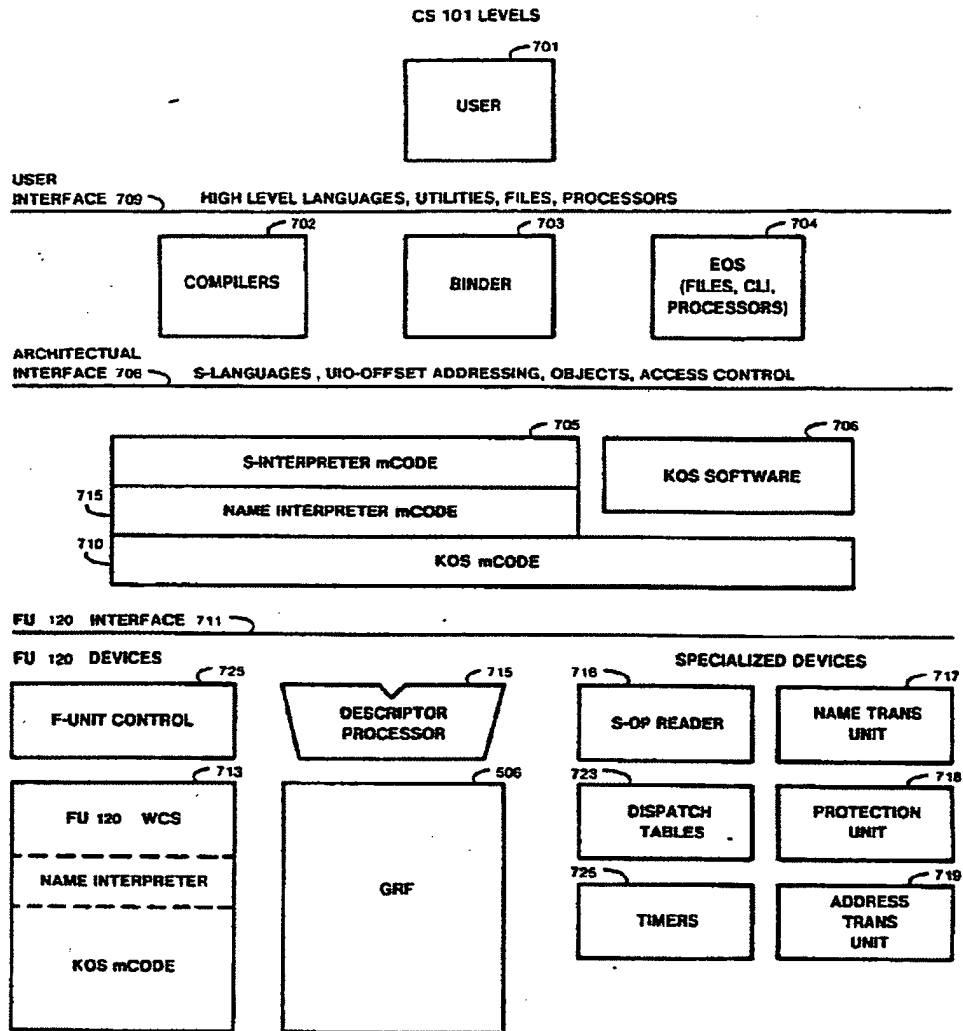 CS 101 LEVELS
701
USER
USER
INTERFACE 709 HIGH LEVEL LANGUAGES, UTILITIES, FILES, PROCESSORS
702
703
704
COMPILERS
BINDER
EOS
(FILES, CLI,
PROCESSORS)
ARCHITECTUAL
INTERFACE 708 S-LANGUAGES , UIO-OFFSET ADDRESSING, OBJECTS, ACCESS CONTROL
705
706
S-INTERPRETER mCODE
KOS SOFTWARE
715
NAME INTERPRETER mCODE
710
KOS mCODE
FU 120 INTERFACE 711
FU 120 DEVICES
SPECIALIZED DEVICES
725
715
716
717
F-UNIT CONTROL
DESCRIPTOR
PROCESSOR
S-OP READER
NAME TRANS
UNIT
713
506
723
718
FU 120 WCS
DISPATCH
TABLES
PROTECTION
UNIT
NAME INTERPRETER
GRF
725
719
TIMERS
ADDRESS
TRANS
UNIT
KOS mCODE